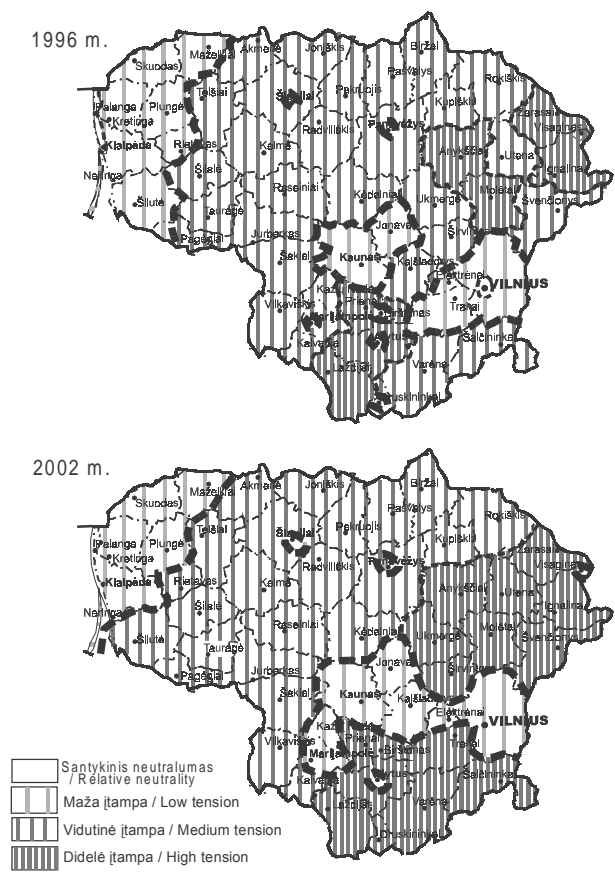 1996 m.
Akmenė
Joniškis
Biržai
Mažeikiai
Skuodas
Pasvalys
Rokiškis
Telšiai
Pakruojis
Kupiškis
Palanga
Plungė
Zarasai
Kretinga
Radviliškis
Panevėžys
Visaginas
Klaipėda
Rietavas
Kelmė
Anykščiai
Utena
Ignalina
Neringa
Šilalė
Raseiniai
Kėdainiai
Ukmergė
Molėtai
Švenčionys
Šilutė
Tauragė
Jonava
Pagėgiai
Jurbarkas
Šakiai
Kaunas
Kaišiadorys
Elektrėnai
VILNIUS
Vilkaviškis
Prienai
Trakai
Marijampolė
Birštonas
Kalvarija
Šalčininkai
Lazdijai
Varėna
Druskininkai
2002 m.
Akmenė
Joniškis
Biržai
Mažeikiai
Skuodas
Pasvalys
Rokiškis
Telšiai
Pakruojis
Kupiškis
Palanga
Plungė
Zarasai
Kretinga
Radviliškis
Panevėžys
Visaginas
Klaipėda
Rietavas
Kelmė
Anykščiai
Utena
Ignalina
Neringa
Šilalė
Raseiniai
Kėdainiai
Ukmergė
Molėtai
Švenčionys
Šilutė
Tauragė
Jonava
Širvintos
Pagėgiai
Jurbarkas
Šakiai
Kaunas
Kaišiadorys
Elektrėnai
VILNIUS
Vilkaviškis
Prienai
Trakai
Marijampolė
Birštonas
Kalvarija
Alytus
Šalčininkai
Lazdijai
Varėna
Druskininkai
Santykinis neutralumas
/ Relative neutrality
Maža įtampa / Low tension
Vidutinė įtampa / Medium tension
Didelė įtampa / High tension